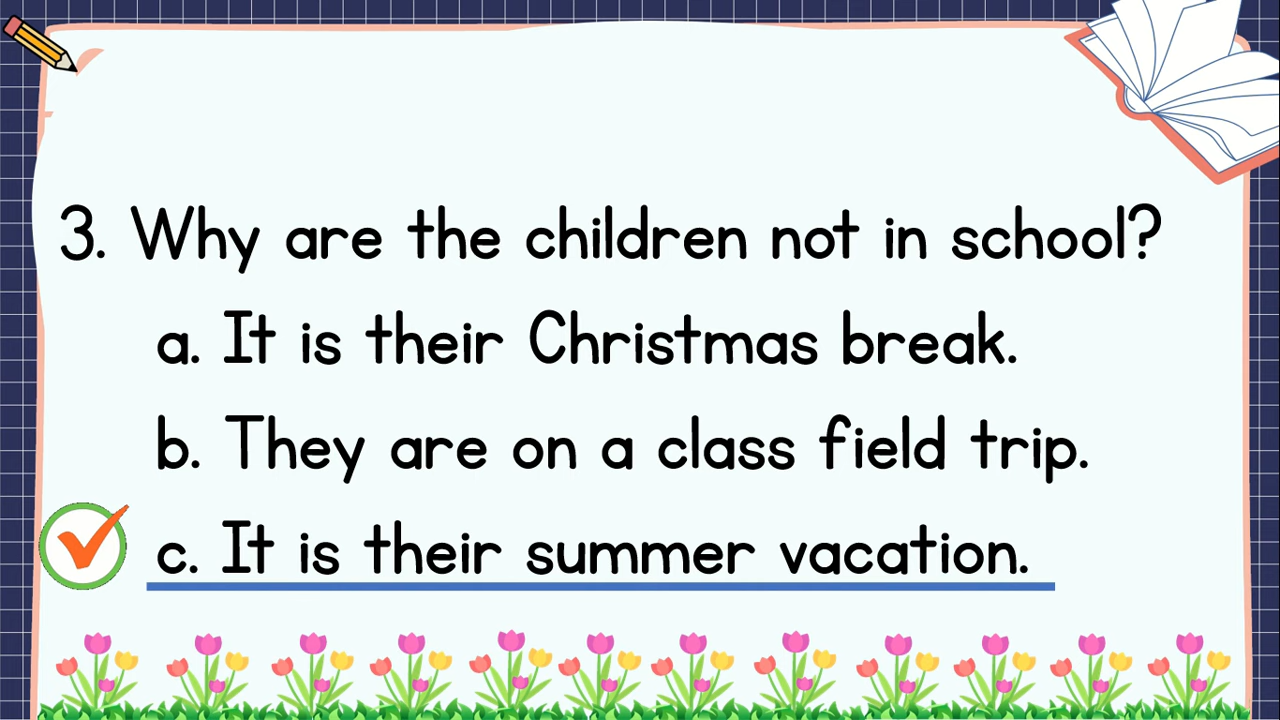 3. Why are the children not in school?
a. It is their Christmas break.
b. They are on a class field trip.
c. It is their summer vacation.